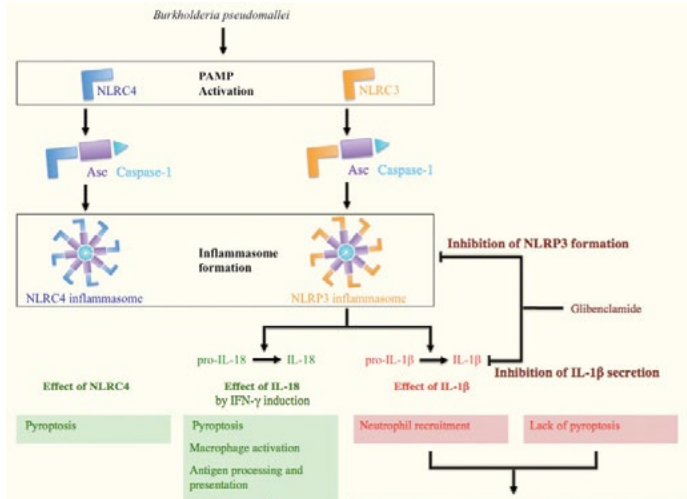 Burkholderia pseudomallei
PAMP
Activation
NLRC4
NLRC3
Asc
Caspase-1
Asc
Caspase-1
Inflammasome
formation
NLRC4 inflammasome
NLRP3 inflammasome
Inhibition of NLRP3 formation
Glibenclamide
pro-IL-18
IL-18
pro-IL-1β
IL-1β
Inhibition of IL-1β secretion
Effect of NLRC4
Effect of IL-18
by IFN-γ induction
Effect of IL-1β
Pyroptosis
Pyroptosis
Macrophage activation
Antigen processing and
presentation
Neutrophil recruitment
Lack of pyroptosis